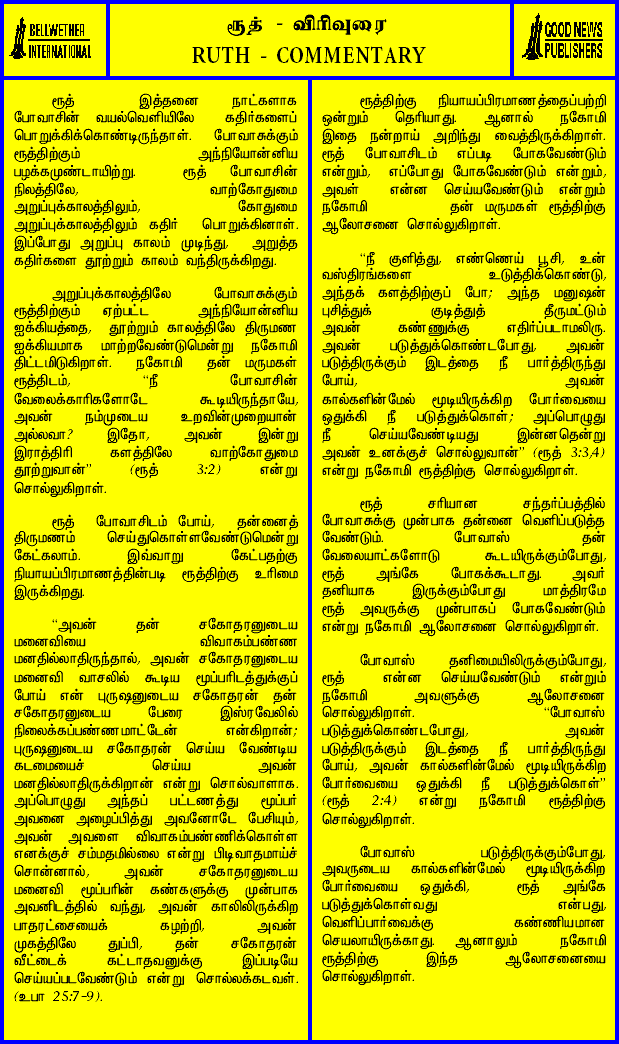 BELLWETHER
INTERNATIONAL
ரூத் - விரிவுரை
RUTH - COMMENTARY
GOOD NEWS
PUBLISHERS
ரூத் இத்தனை நாட்களாக
போவாசின் வயல்வெளியிலே கதிர்களைப்
பொறுக்கிக்கொண்டிருந்தாள். போவாசுக்கும்
ரூத்திற்கும் அந்நியோன்னிய
பழக்கமுண்டாயிற்று. ரூத் போவாசின்
நிலத்திலே, வாற்கோதுமை
அறுப்புக்காலத்திலும், கோதுமை
அறுப்புக்காலத்திலும் கதிர் பொறுக்கினாள்.
இப்போது அறுப்பு காலம் முடிந்து, அறுத்த
கதிர்களை தூற்றும் காலம் வந்திருக்கிறது.
அறுப்புக்காலத்திலே போவாசுக்கும்
ரூத்திற்கும் ஏற்பட்ட அந்நியோன்னிய
ஐக்கியத்தை, தூற்றும் காலத்திலே திருமண
ஐக்கியமாக மாற்றவேண்டுமென்று நகோமி
திட்டமிடுகிறாள். நகோமி தன் மருமகள்
ரூத்திடம், “நீ போவாசின்
வேலைக்காரிகளோடே கூடியிருந்தாயே,
அவன் நம்முடைய உறவின்முறையான்
அல்லவா? இதோ, அவன் இன்று
இராத்திரி களத்திலே வாற்கோதுமை
தூற்றுவான்” (ரூத் 3:2) என்று
சொல்லுகிறாள்.
ரூத் போவாசிடம் போய், தன்னைத்
திருமணம் செய்துகொள்ளவேண்டுமென்று
கேட்கலாம். இவ்வாறு கேட்பதற்கு
நியாயப்பிரமாணத்தின்படி ரூத்திற்கு உரிமை
இருக்கிறது.
“அவன் தன் சகோதரனுடைய
மனைவியை விவாகம்பண்ண
மனதில்லாதிருந்தால், அவன் சகோதரனுடைய
மனைவி வாசலில் கூடிய மூப்பரிடத்துக்குப்
போய் என் புருஷனுடைய சகோதரன் தன்
சகோதரனுடைய பேரை இஸ்ரவேலில்
நிலைக்கப்பண்ணமாட்டேன் என்கிறான்;
புருஷனுடைய சகோதரன் செய்ய வேண்டிய
கடமையைச் செய்ய அவன்
மனதில்லாதிருக்கிறான் என்று சொல்வாளாக.
அப்பொழுது அந்தப் பட்டணத்து மூப்பர்
அவனை அழைப்பித்து அவனோடே பேசியும்,
அவன் அவளை விவாகம்பண்ணிக்கொள்ள
எனக்குச் சம்மதமில்லை என்று பிடிவாதமாய்ச்
சொன்னால், அவன் சகோதரனுடைய
மனைவி மூப்பரின் கண்களுக்கு முன்பாக
அவனிடத்தில் வந்து, அவன் காலிலிருக்கிற
பாதரட்சையைக் கழற்றி, அவன்
முகத்திலே துப்பி, தன் சகோதரன்
வீட்டைக் கட்டாதவனுக்கு இப்படியே
செய்யப்படவேண்டும் என்று சொல்லக்கடவள்.
(உபா 25:7-9).
ரூத்திற்கு நியாயப்பிரமாணத்தைப்பற்றி
ஒன்றும் தெரியாது. ஆனால் நகோமி
இதை நன்றாய் அறிந்து வைத்திருக்கிறாள்.
ரூத் போவாசிடம் எப்படி போகவேண்டும்
என்றும், எப்போது போகவேண்டும் என்றும்,
அவள் என்ன செய்யவேண்டும் என்றும்
நகோமி தன் மருமகள் ரூத்திற்கு
ஆலோசனை சொல்லுகிறாள்.
“நீ குளித்து, எண்ணெய் பூசி, உன்
வஸ்திரங்களை உடுத்திக்கொண்டு,
அந்தக் களத்திற்குப் போ; அந்த மனுஷன்
புசித்துக் குடித்துத் தீருமட்டும்
அவன் கண்ணுக்கு எதிர்ப்படாமலிரு.
அவன் படுத்துக்கொண்டபோது, அவன்
படுத்திருக்கும் இடத்தை நீ பார்த்திருந்து
போய், அவன்
கால்களின்மேல் மூடியிருக்கிற போர்வையை
ஒதுக்கி நீ படுத்துக்கொள்; அப்பொழுது
நீ செய்யவேண்டியது இன்னதென்று
அவன் உனக்குச் சொல்லுவான்” (ரூத் 3:3,4)
என்று நகோமி ரூத்திற்கு சொல்லுகிறாள்.
ரூத் சரியான சந்தர்ப்பத்தில்
போவாசுக்கு முன்பாக தன்னை வெளிப்படுத்த
வேண்டும். போவாஸ் தன்
வேலையாட்களோடு கூடயிருக்கும்போது,
ரூத் அங்கே போகக்கூடாது. அவர்
தனியாக இருக்கும்போது மாத்திரமே
ரூத் அவருக்கு முன்பாகப் போகவேண்டும்
என்று நகோமி ஆலோசனை சொல்லுகிறாள்.
போவாஸ் தனிமையிலிருக்கும்போது,
ரூத் என்ன செய்யவேண்டும் என்றும்
நகோமி அவளுக்கு ஆலோசனை
சொல்லுகிறாள். “போவாஸ்
படுத்துக்கொண்டபோது, அவன்
படுத்திருக்கும் இடத்தை நீ பார்த்திருந்து
போய், அவன் கால்களின்மேல் மூடியிருக்கிற
போர்வையை ஒதுக்கி நீ படுத்துக்கொள்”
(ரூத் 2:4) என்று நகோமி ரூத்திற்கு
சொல்லுகிறாள்.
போவாஸ் படுத்திருக்கும்போது,
அவருடைய கால்களின்மேல் மூடியிருக்கிற
போர்வையை ஒதுக்கி, ரூத் அங்கே
படுத்துக்கொள்வது என்பது,
வெளிப்பார்வைக்கு கண்ணியமான
செயலாயிருக்காது. ஆனாலும் நகோமி
ரூத்திற்கு இந்த ஆலோசனையை
சொல்லுகிறாள்.